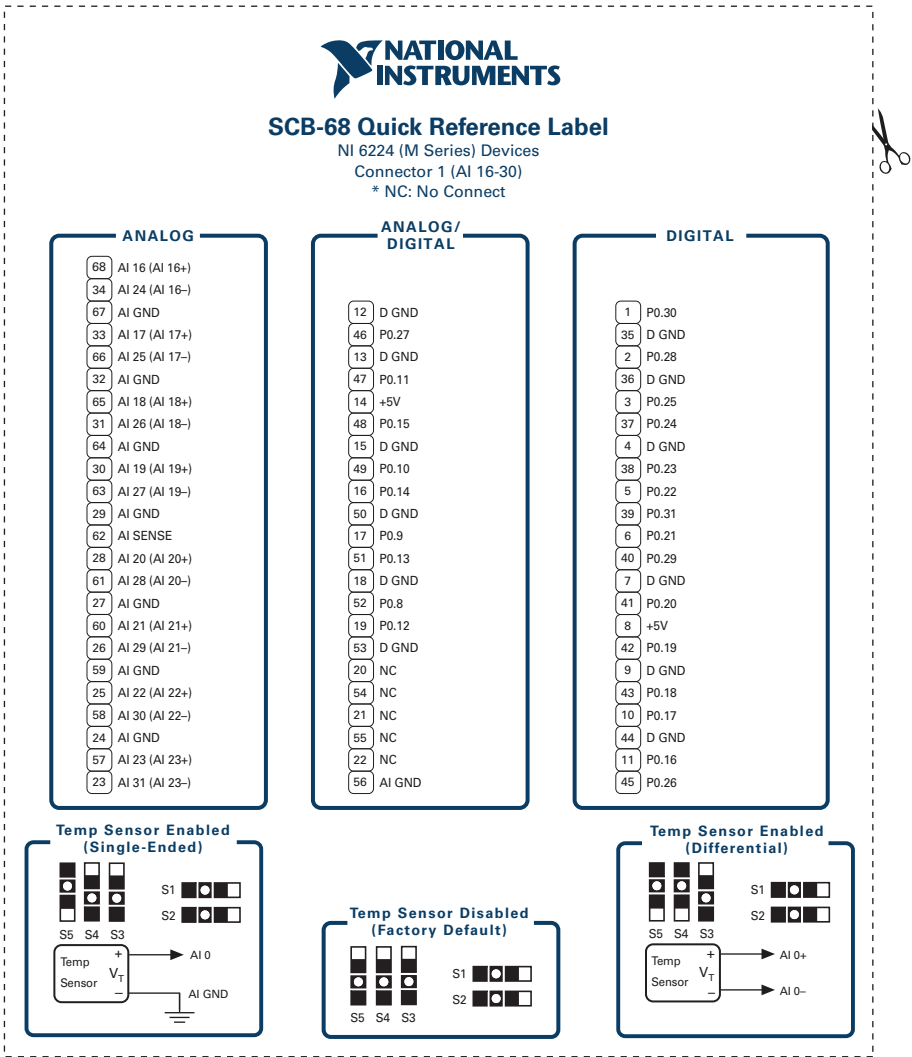 NATIONAL
INSTRUMENTS
SCB-68 Quick Reference Label
NI 6224 (M Series) Devices
Connector 1 (AI 16-30)
* NC: No Connect
ANALOG
68 AI 16 (AI 16+)
34 AI 24 (AI 16–)
67 AI GND
33 AI 17 (AI 17+)
66 AI 25 (AI 17–)
32 AI GND
65 AI 18 (AI 18+)
31 AI 26 (AI 18–)
64 AI GND
30 AI 19 (AI 19+)
63 AI 27 (AI 19–)
29 AI GND
62 AI SENSE
28 AI 20 (AI 20+)
61 AI 28 (AI 20–)
27 AI GND
60 AI 21 (AI 21+)
26 AI 29 (AI 21–)
59 AI GND
25 AI 22 (AI 22+)
58 AI 30 (AI 22–)
24 AI GND
57 AI 23 (AI 23+)
23 AI 31 (AI 23–)
ANALOG/
DIGITAL
12 D GND
46 P0.27
13 D GND
47 P0.11
14 +5V
48 P0.15
15 D GND
49 P0.10
16 P0.14
50 D GND
17 P0.9
51 P0.13
18 D GND
52 P0.8
19 P0.12
53 D GND
20 NC
54 NC
21 NC
55 NC
22 NC
56 AI GND
DIGITAL
1 P0.30
35 D GND
2 P0.28
36 D GND
3 P0.25
37 P0.24
4 D GND
38 P0.23
5 P0.22
39 P0.31
6 P0.21
40 P0.29
7 D GND
41 P0.20
8 +5V
42 P0.19
9 D GND
43 P0.18
10 P0.17
44 D GND
11 P0.16
45 P0.26
Temp Sensor Enabled
(Single-Ended)
S1
S2
S5 S4 S3
Temp
Sensor
+
VT
–
AI 0
AI GND
Temp Sensor Disabled
(Factory Default)
S1
S2
S5 S4 S3
Temp Sensor Enabled
(Differential)
S1
S2
S5 S4 S3
Temp
Sensor
+
VT
–
AI 0+
AI 0–